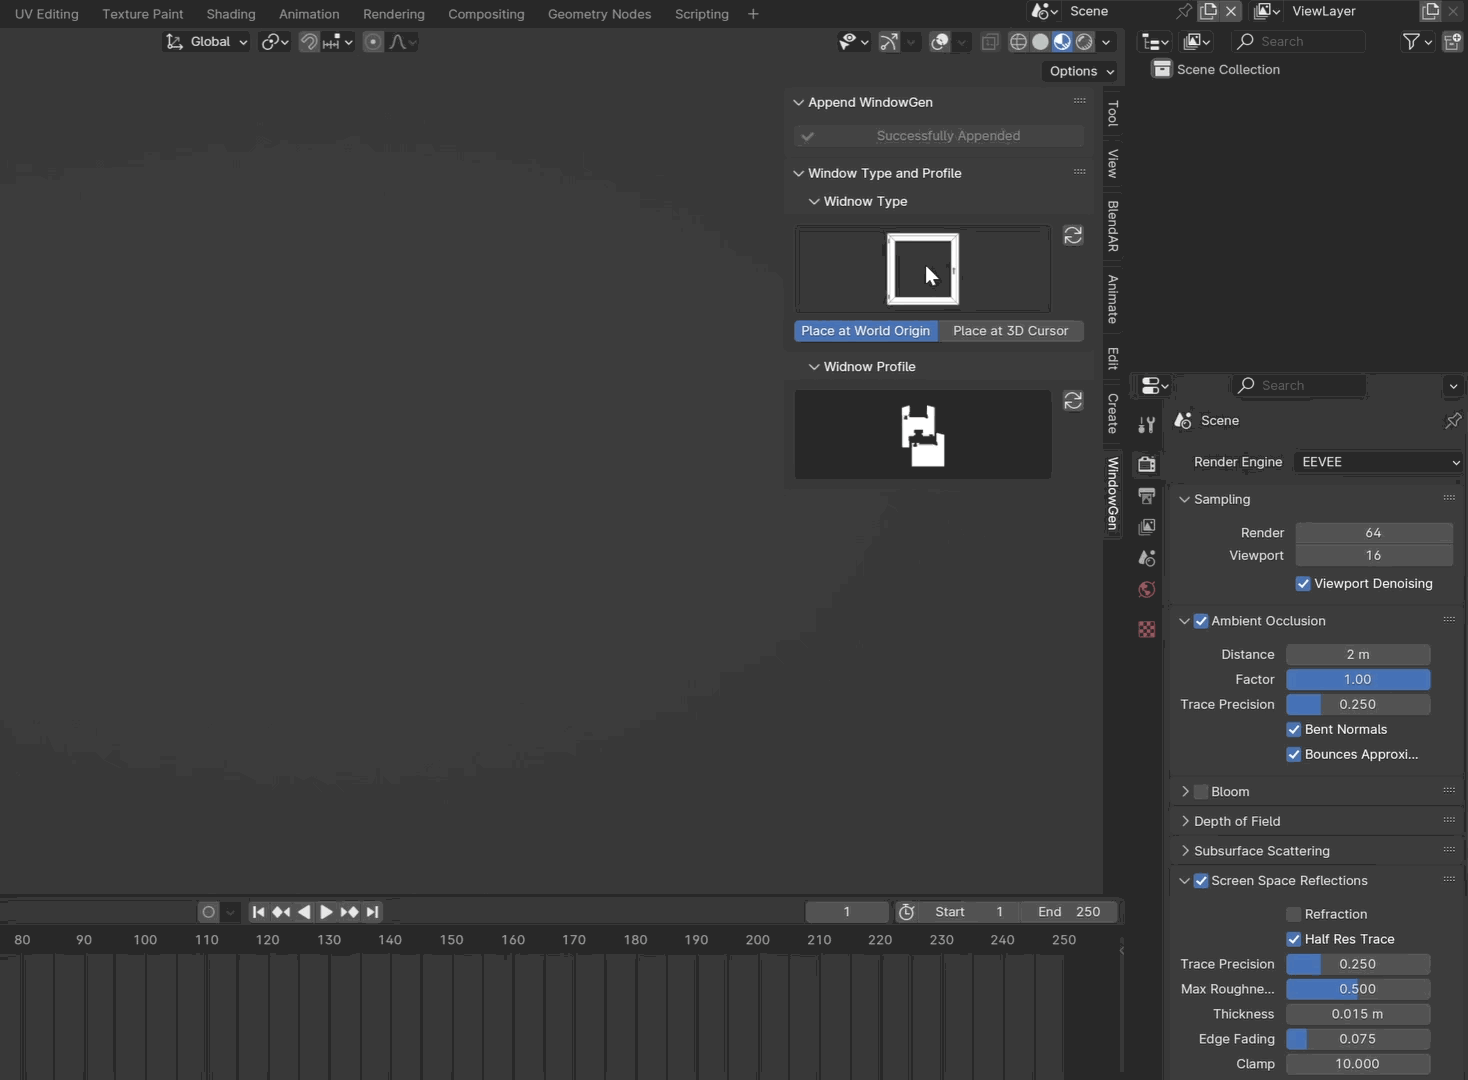 UV Editing Texture Paint Shading Animation Rendering Compositing Geometry Nodes Scripting +
Scene
ViewLayer
Global
Search
Options
Scene Collection
Append WindowGen
Successfully Appended
Window Type and Profile
Widnow Type
Place at World Origin Place at 3D Cursor
Widnow Profile
Tool
View
BlendAR
Animate
Edit
Create
WindowGen
Search
Scene
Render Engine EEVEE
Sampling
Render 64
Viewport 16
Viewport Denoising
Ambient Occlusion
Distance 2 m
Factor 1.00
Trace Precision 0.250
Bent Normals
Bounces Approxi...
Bloom
Depth of Field
Subsurface Scattering
Screen Space Reflections
Refraction
Half Res Trace
Trace Precision 0.250
Max Roughne... 0.500
Thickness 0.015 m
Edge Fading 0.075
Clamp 10.000
1 Start 1 End 250
80 90 100 110 120 130 140 150 160 170 180 190 200 210 220 230 240 250